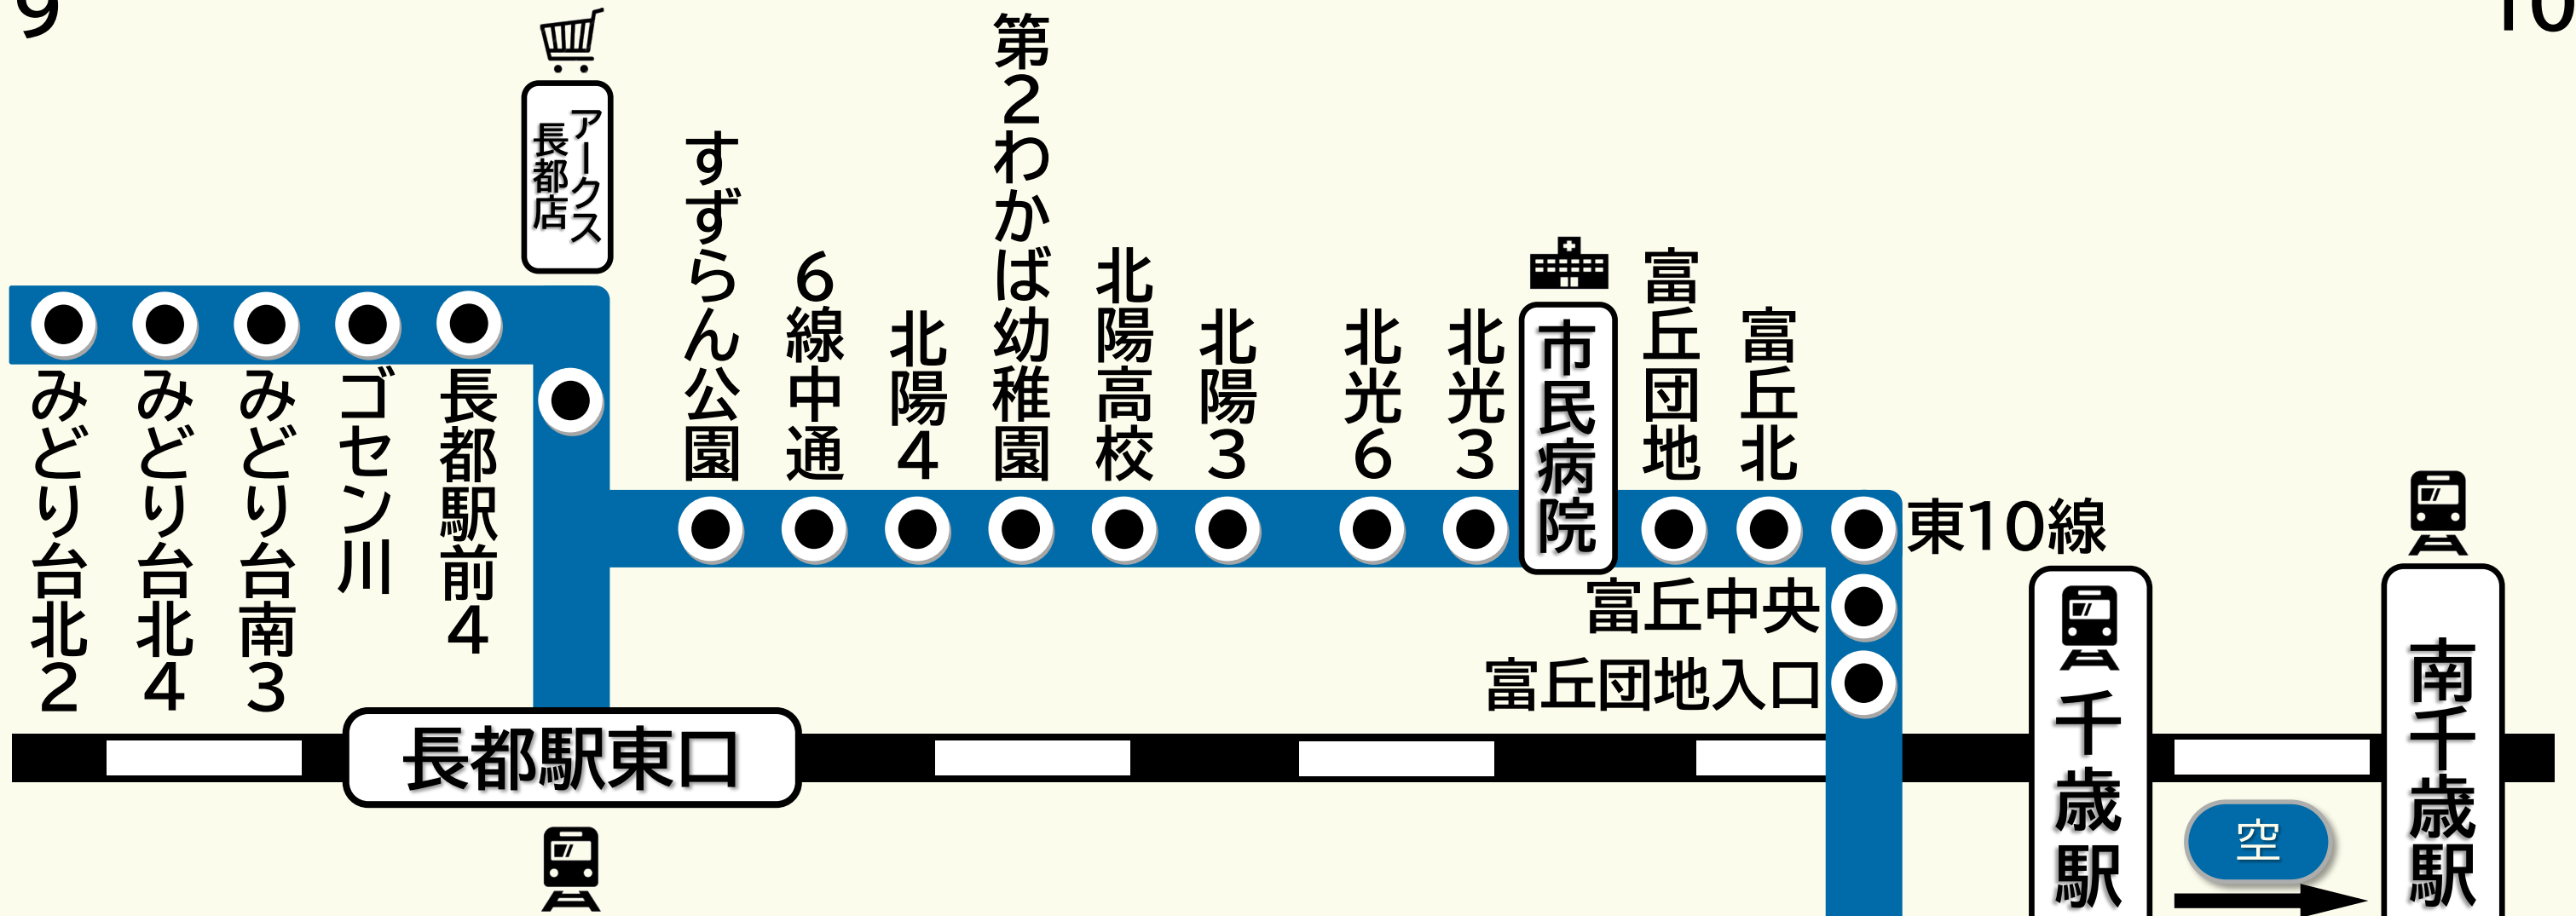 9
10
アークス
長都店
みどり台北2
みどり台北4
みどり台南3
ゴセン川
長都駅前4
すずらん公園
6線中通
北陽4
第2わかば幼稚園
北陽高校
北陽3
北光6
北光3
市民病院
富丘団地
富丘北
東10線
富丘中央
富丘団地入口
長都駅東口
千歳駅
空
南千歳駅